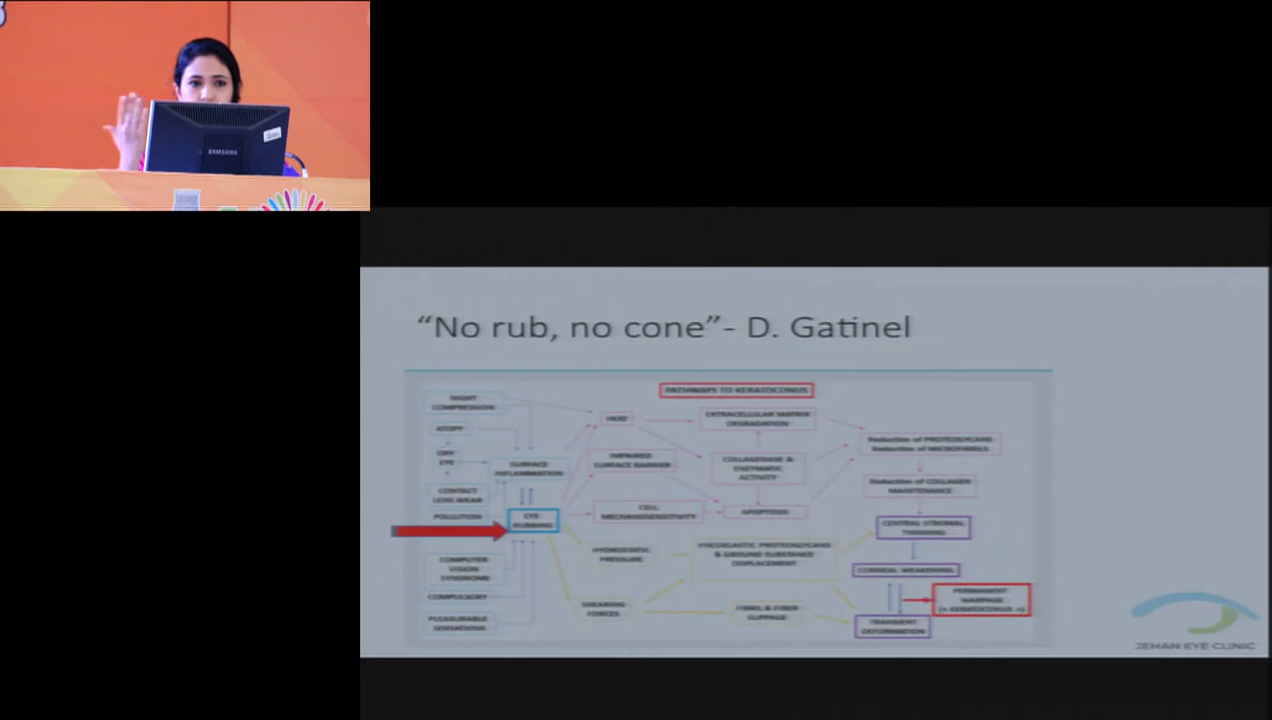 SAMSUNG
“No rub, no cone”- D. Gatinel
PATHWAYS TO KERATOCONUS
NIGHT
COMPRESSION
ATOPY
DRY
EYE
CONTACT
LENS WEAR
POLLUTION
COMPUTER
VISION
SYNDROME
COMPULSORY
PLEASURABLE
SENSATIONS
SURFACE
INFLAMMATION
EYE
RUBBING
HEAT
IMPAIRED
SURFACE BARRIER
CELL
MECHANOSENSITIVITY
HYDROSTATIC
PRESSURE
SHEARING
FORCES
EXTRACELLULAR MATRIX
DEGRADATION
COLLAGENASE &
ENZYMATIC
ACTIVITY
APOPTOSIS
VISCOELASTIC PROTEOGLYCANS
& GROUND SUBSTANCE
DISPLACEMENT
FIBRIL & FIBER
SLIPPAGE
Reduction of PROTEOGLYCANS
Reduction of MICROFIBRILS
Reduction of COLLAGEN
MAINTENANCE
CENTRAL STROMAL
THINNING
CORNEAL WEAKENING
TRANSIENT
DEFORMATION
PERMANENT
WARPAGE
(« KERATOCONUS »)
JEHAN EYE CLINIC